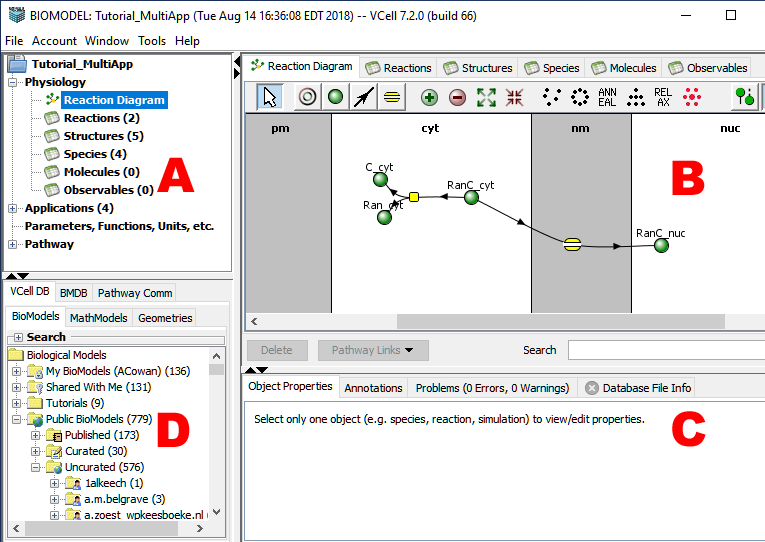 BIOMODEL: Tutorial_MultiApp (Tue Aug 14 16:36:08 EDT 2018) -- VCell 7.2.0 (build 66)
File Account Window Tools Help
Tutorial_MultiApp
Physiology
Reaction Diagram
Reactions (2)
Structures (5)
Species (4)
Molecules (0)
Observables (0)
Applications (4)
Parameters, Functions, Units, etc.
Pathway
A
Reaction Diagram Reactions Structures Species Molecules Observables
ANN EAL
REL AX
pm cyt nm nuc
C_cyt
RanC_cyt
Ran_cyt
RanC_nuc
B
Delete Pathway Links Search
VCell DB BMDB Pathway Comm
BioModels MathModels Geometries
Search
Biological Models
My BioModels (ACowan) (136)
Shared With Me (131)
Tutorials (9)
Public BioModels (779)
Published (173)
Curated (30)
Uncurated (576)
1alkeech (1)
a.m.belgrave (3)
a.zoest_wpkeesboeke.nl (
D
Object Properties Annotations Problems (0 Errors, 0 Warnings) Database File Info
Select only one object (e.g. species, reaction, simulation) to view/edit properties.
C